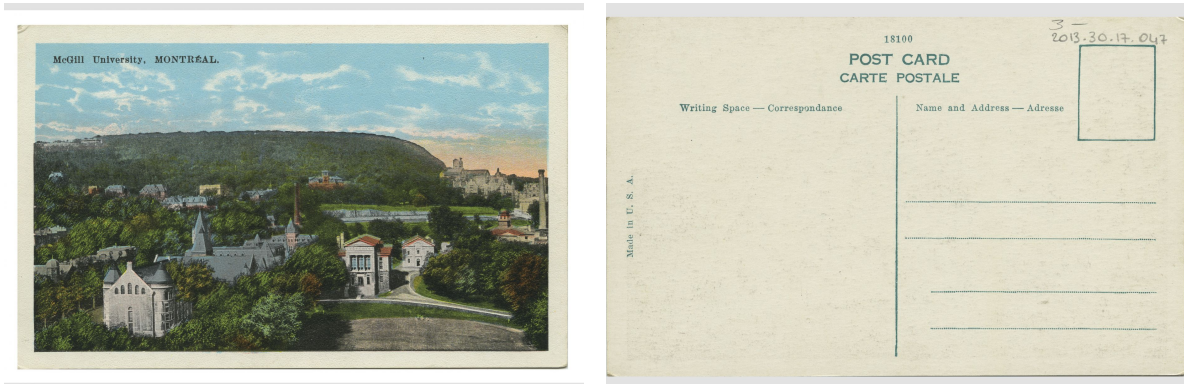 McGill University, MONTRÉAL.
3 —
2013.30.17.047
18100
POST CARD
CARTE POSTALE
Writing Space — Correspondance
Name and Address — Adresse
Made in U. S. A.